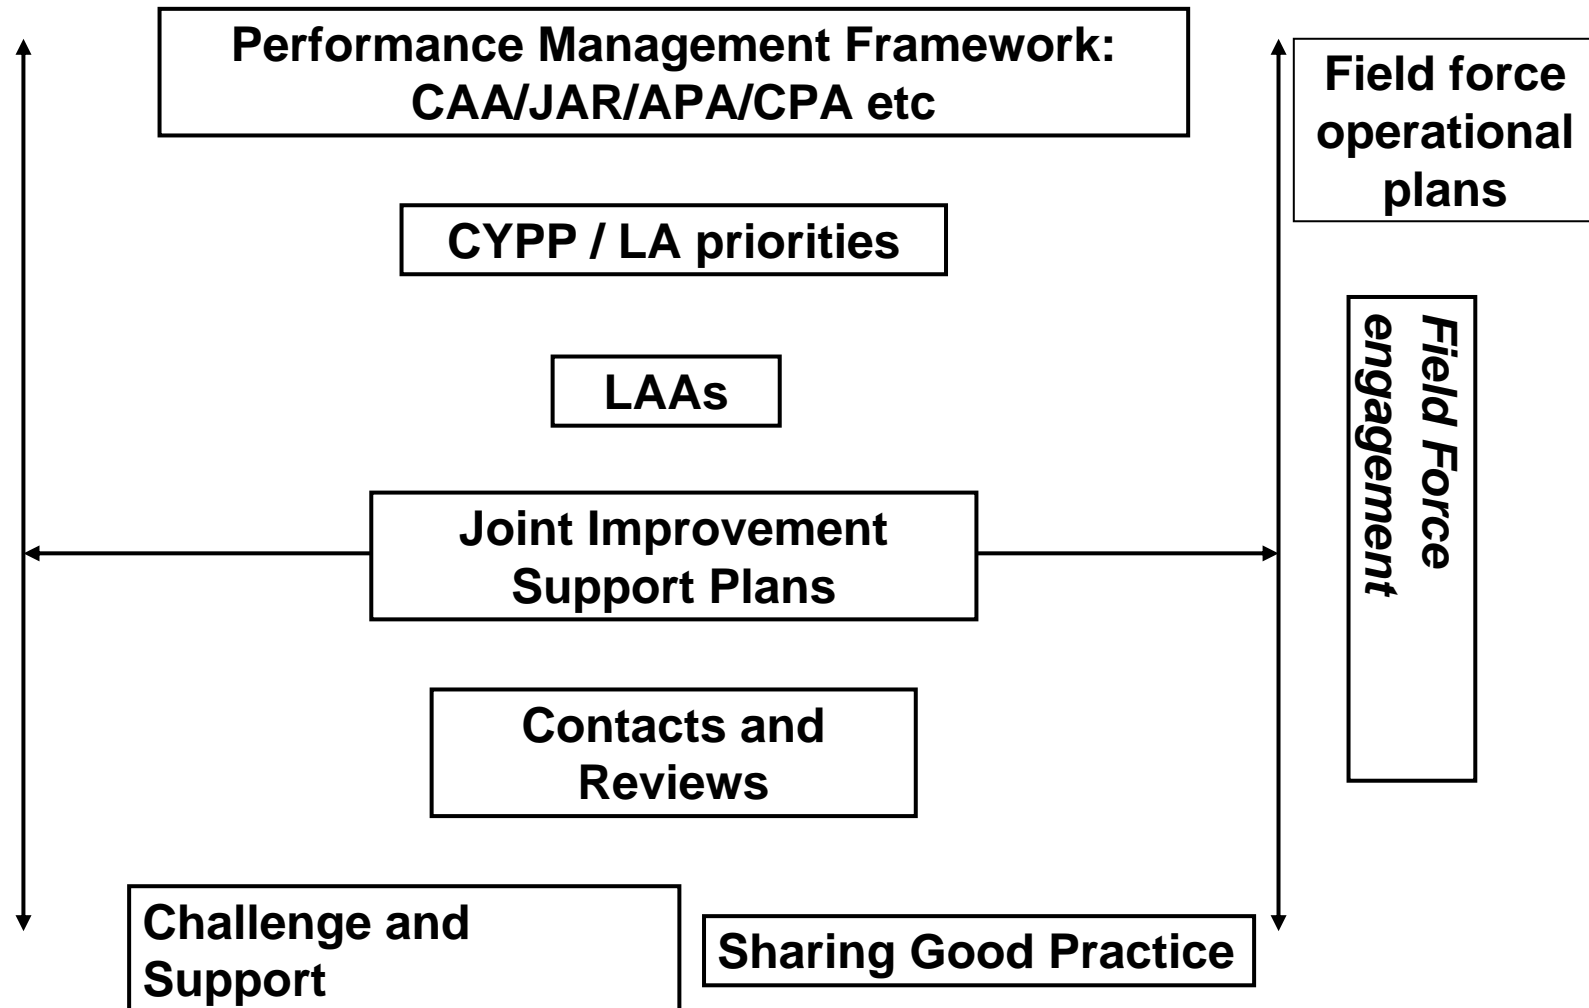 Performance Management Framework:
CAA/JAR/APA/CPA etc
Field force
operational
plans
CYPP / LA priorities
Field Force
engagement
LAAs
Joint Improvement
Support Plans
Contacts and
Reviews
Challenge and
Support
Sharing Good Practice